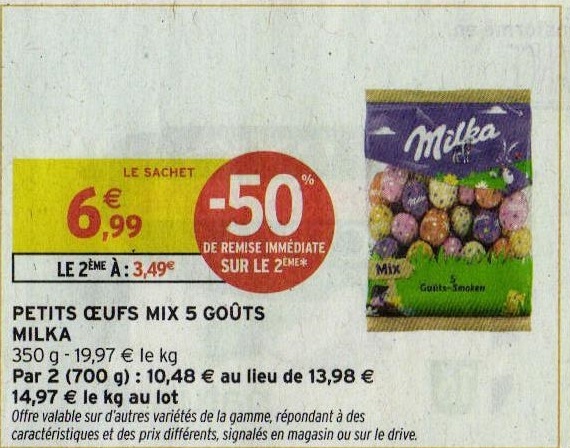 LE SACHET
6€,99
-50%
DE REMISE IMMÉDIATE
SUR LE 2ÈME*
LE 2ÈME À : 3,49€
Milka
Mix
5
Goûts-Smaken
PETITS ŒUFS MIX 5 GOÛTS
MILKA
350 g - 19,97 € le kg
Par 2 (700 g) : 10,48 € au lieu de 13,98 €
14,97 € le kg au lot
Offre valable sur d'autres variétés de la gamme, répondant à des
caractéristiques et des prix différents, signalés en magasin ou sur le drive.